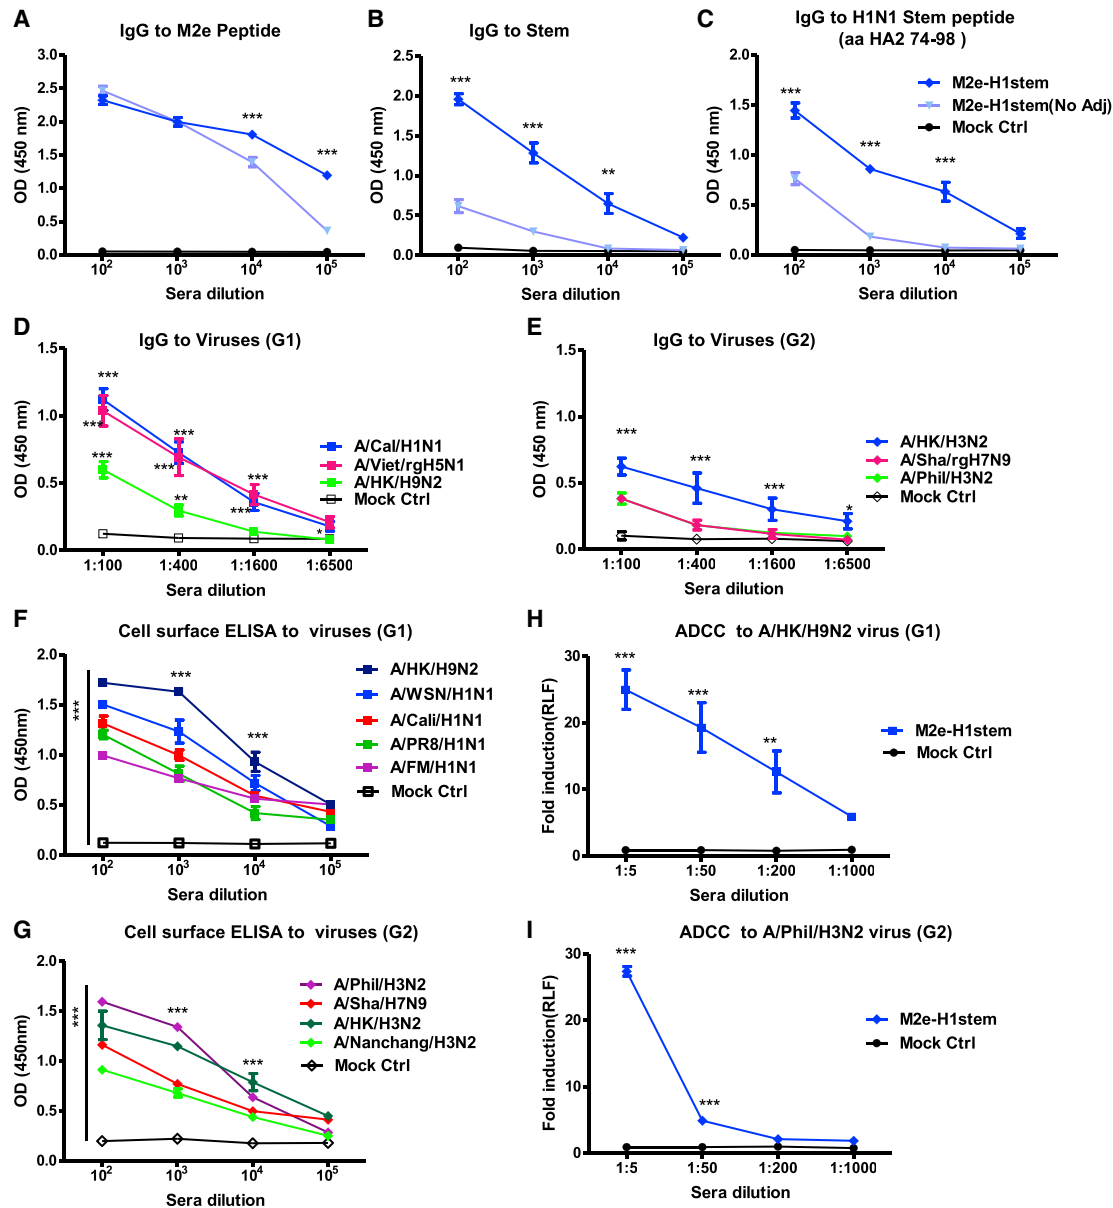 A
IgG to M2e Peptide
OD (450 nm)
3.0
2.5
2.0
1.5
1.0
0.5
0.0
***
***
10² 10³ 10⁴ 10⁵
Sera dilution
B
IgG to Stem
OD (450 nm)
2.5
2.0
1.5
1.0
0.5
0.0
***
***
**
10² 10³ 10⁴ 10⁵
Sera dilution
C
IgG to H1N1 Stem peptide
(aa HA2 74-98 )
OD (450 nm)
2.0
1.5
1.0
0.5
0.0
***
***
***
M2e-H1stem
M2e-H1stem(No Adj)
Mock Ctrl
10² 10³ 10⁴ 10⁵
Sera dilution
D
IgG to Viruses (G1)
OD (450 nm)
1.5
1.0
0.5
0.0
***
***
***
***
***
**
***
***
*
A/Cal/H1N1
A/Viet/rgH5N1
A/HK/H9N2
Mock Ctrl
1:100 1:400 1:1600 1:6500
Sera dilution
E
IgG to Viruses (G2)
OD (450 nm)
1.5
1.0
0.5
0.0
***
***
***
*
A/HK/H3N2
A/Sha/rgH7N9
A/Phil/H3N2
Mock Ctrl
1:100 1:400 1:1600 1:6500
Sera dilution
F
Cell surface ELISA to viruses (G1)
OD (450nm)
2.0
1.5
1.0
0.5
0.0
***
***
***
A/HK/H9N2
A/WSN/H1N1
A/Cali/H1N1
A/PR8/H1N1
A/FM/H1N1
Mock Ctrl
10² 10³ 10⁴ 10⁵
Sera dilution
H
ADCC to A/HK/H9N2 virus (G1)
Fold induction(RLF)
30
20
10
0
***
***
**
M2e-H1stem
Mock Ctrl
1:5 1:50 1:200 1:1000
Sera dilution
G
Cell surface ELISA to viruses (G2)
OD (450nm)
2.0
1.5
1.0
0.5
0.0
***
***
***
A/Phil/H3N2
A/Sha/H7N9
A/HK/H3N2
A/Nanchang/H3N2
Mock Ctrl
10² 10³ 10⁴ 10⁵
Sera dilution
I
ADCC to A/Phil/H3N2 virus (G2)
Fold induction(RLF)
30
20
10
0
***
***
M2e-H1stem
Mock Ctrl
1:5 1:50 1:200 1:1000
Sera dilution